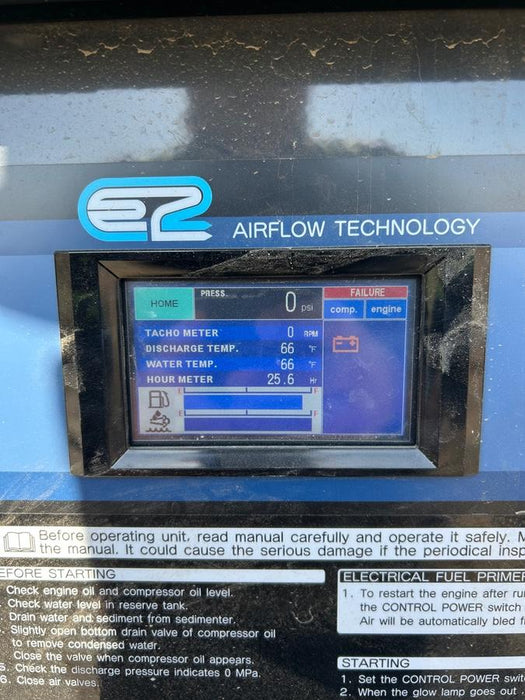 e2 AIRFLOW TECHNOLOGY
HOME PRESS. 0 psi FAILURE
comp. engine
TACHO METER 0 RPM
DISCHARGE TEMP. 66 °F
WATER TEMP. 66 °F
HOUR METER 25.6 Hr
E F
E F
Before operating unit, read manual carefully and operate it safely.
the manual. It could cause the serious damage if the periodical
BEFORE STARTING
Check engine oil and compressor oil level.
Check water level in reserve tank.
Drain water and sediment from sedimenter.
Slightly open bottom drain valve of compressor oil
to remove condensed water.
Close the valve when compressor oil appears.
5. Check the discharge pressure indicates 0 MPa.
6. Close air valves.
ELECTRICAL FUEL PRIMER
1. To restart the engine after
the CONTROL POWER switch
Air will be automatically bled
STARTING
1. Set the CONTROL POWER
2. When the glow lamp goes out